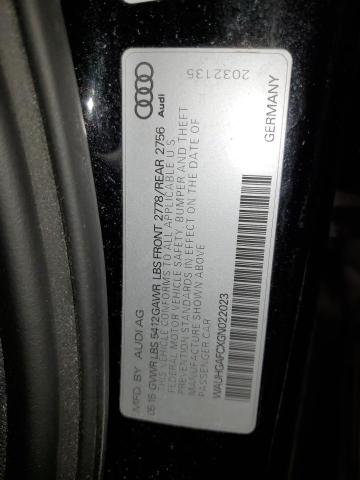 Audi
2032135
MFD. BY AUDI AG
GERMANY
05.15 GVWR LBS 5412 GAWR LBS FRONT 2778/REAR 2756
THIS VEHICLE CONFORMS TO ALL APPLICABLE U.S.
FEDERAL MOTOR VEHICLE SAFETY, BUMPER AND THEFT
PREVENTION STANDARDS IN EFFECT ON THE DATE OF
MANUFACTURE SHOWN ABOVE
PASSENGER CAR
WAUHGAFCXGN022023